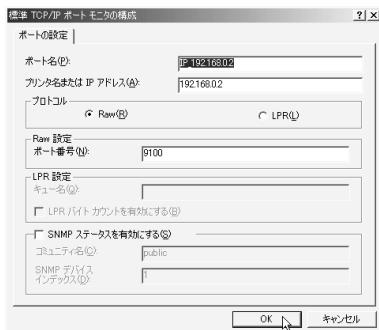 標準 TCP/IP ポート モニタの構成
ポートの設定
ポート名(P):
IP_192.168.0.2
プリンタ名または IP アドレス(A):
192.168.0.2
プロトコル
Raw(R)
LPR(L)
Raw 設定
ポート番号(N):
9100
LPR 設定
キュー名(Q):
LPR バイト カウントを有効にする(B)
SNMP ステータスを有効にする(S)
コミュニティ名(C):
public
SNMP デバイス
インデックス(D):
1
OK
キャンセル